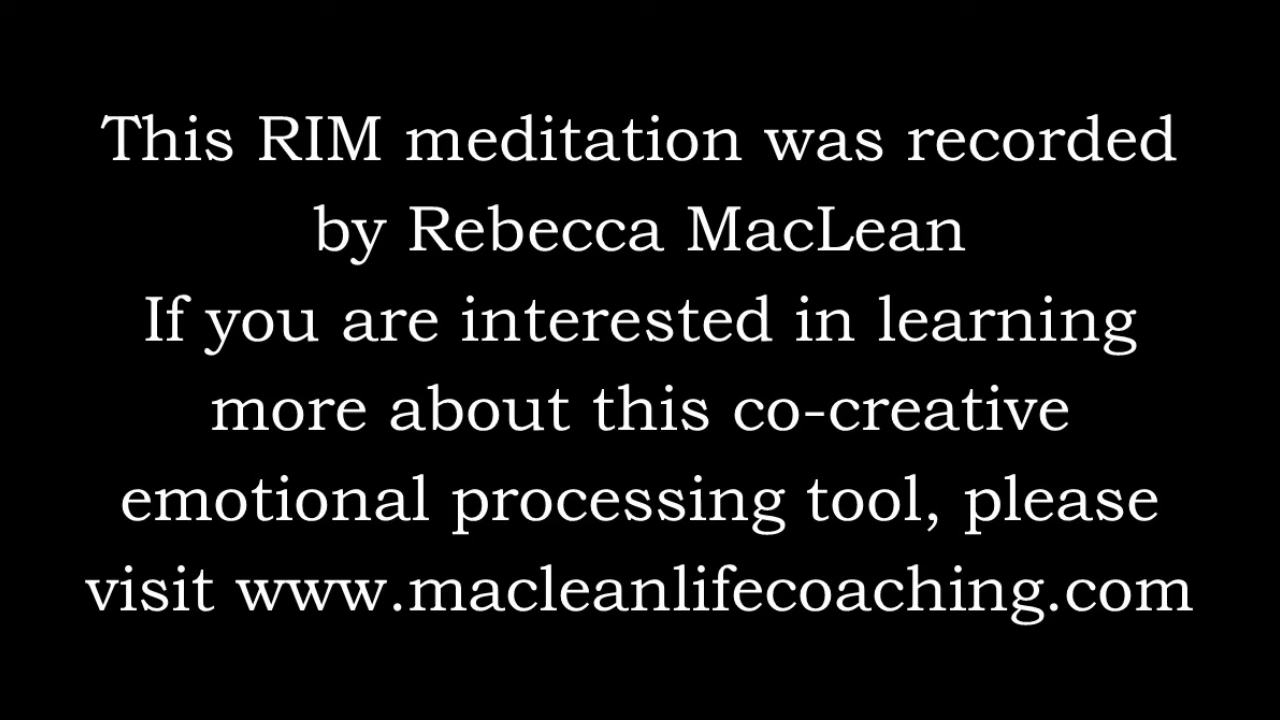 This RIM meditation was recorded
by Rebecca MacLean
If you are interested in learning
more about this co-creative
emotional processing tool, please
visit www.macleanlifecoaching.com